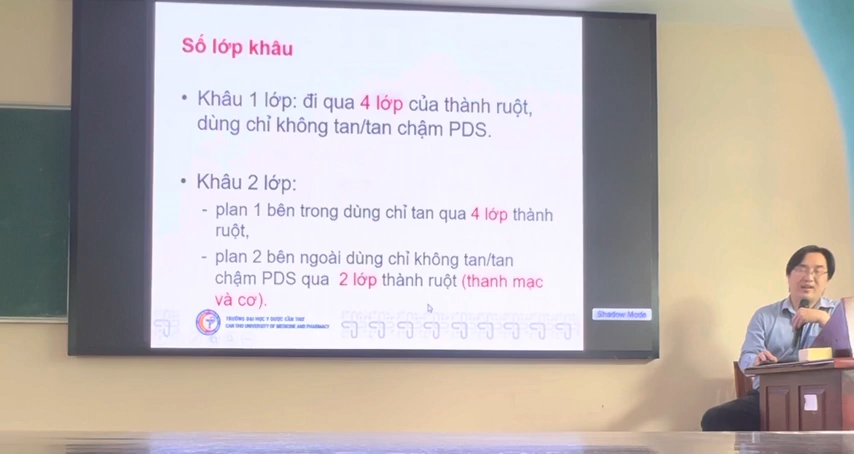 Số lớp khâu
• Khâu 1 lớp: đi qua 4 lớp của thành ruột,
dùng chỉ không tan/tan chậm PDS.
• Khâu 2 lớp:
- plan 1 bên trong dùng chỉ tan qua 4 lớp thành
ruột,
- plan 2 bên ngoài dùng chỉ không tan/tan
chậm PDS qua 2 lớp thành ruột (thanh mạc
và cơ).
TRƯỜNG ĐẠI HỌC Y DƯỢC CẦN THƠ
CAN THO UNIVERSITY OF MEDICINE AND PHARMACY
Shadow Mode